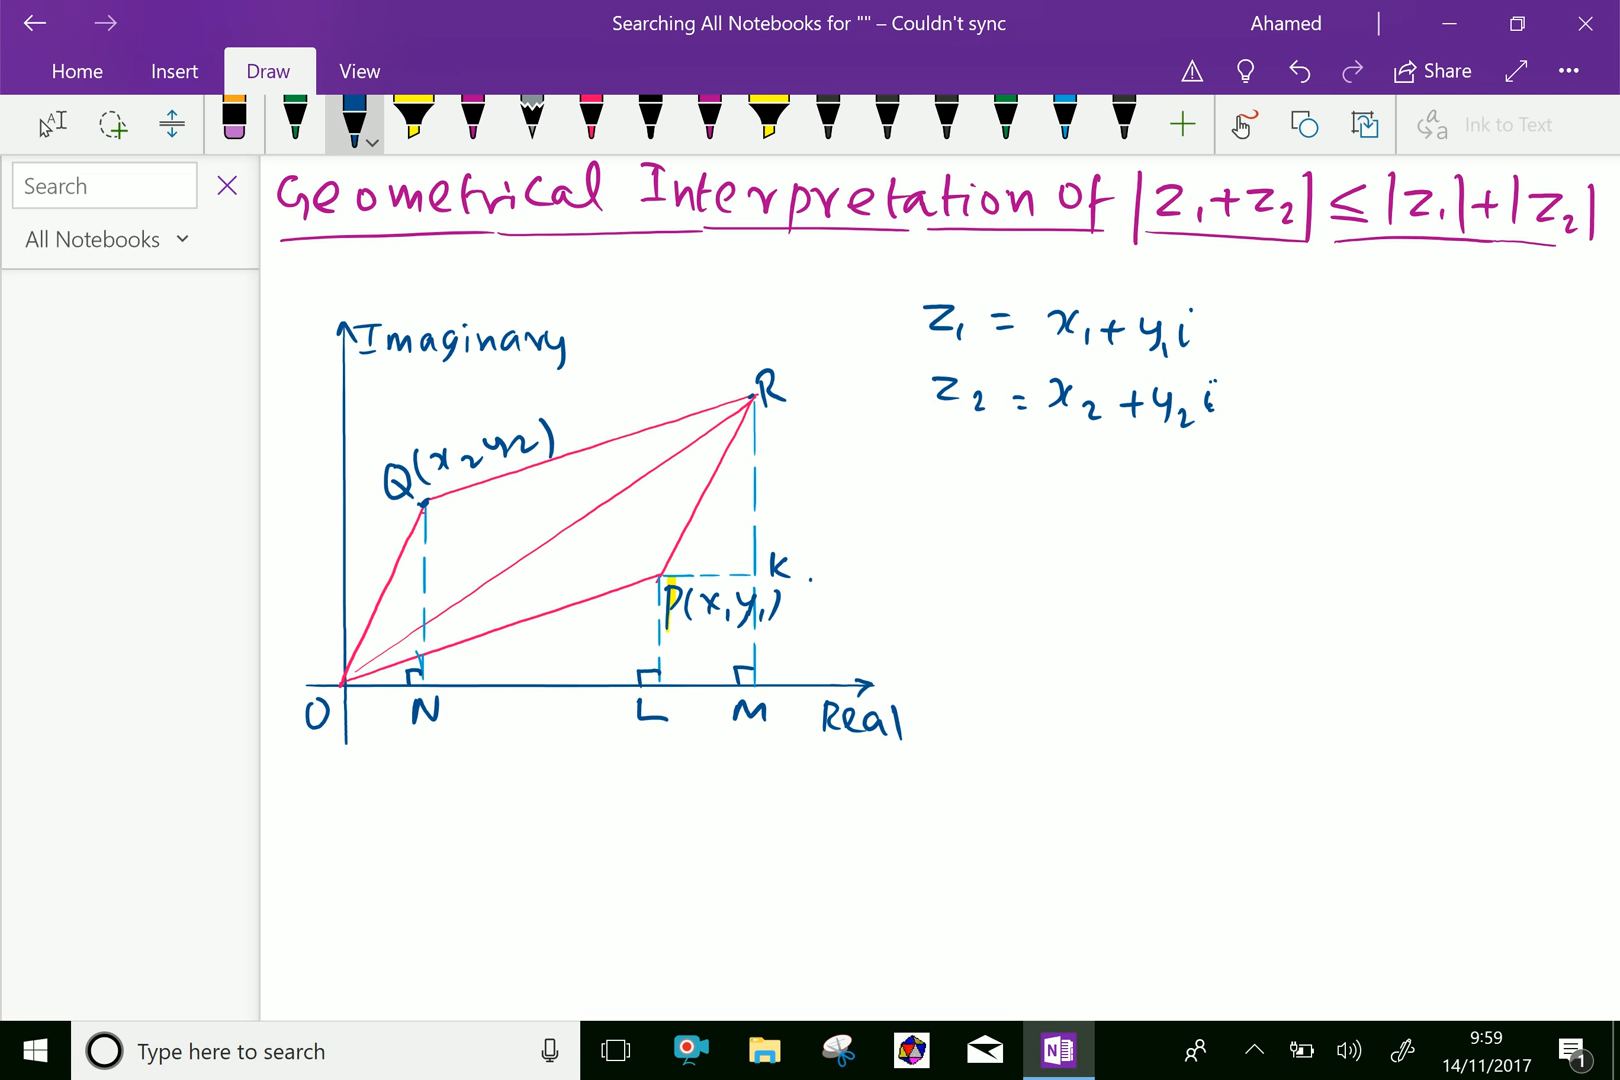 Searching All Notebooks for "" – Couldn't sync
Ahamed
Home
Insert
Draw
View
Share
Ink to Text
Search
All Notebooks
Geometrical Interpretation of |z₁+z₂| ≤ |z₁|+|z₂|
Imaginary
z₁ = x₁+y₁i
z₂ = x₂+y₂i
R
Q(x₂ y₂)
K .
P(x₁y₁)
O
N
L
M
Real
Type here to search
9:59
14/11/2017
1